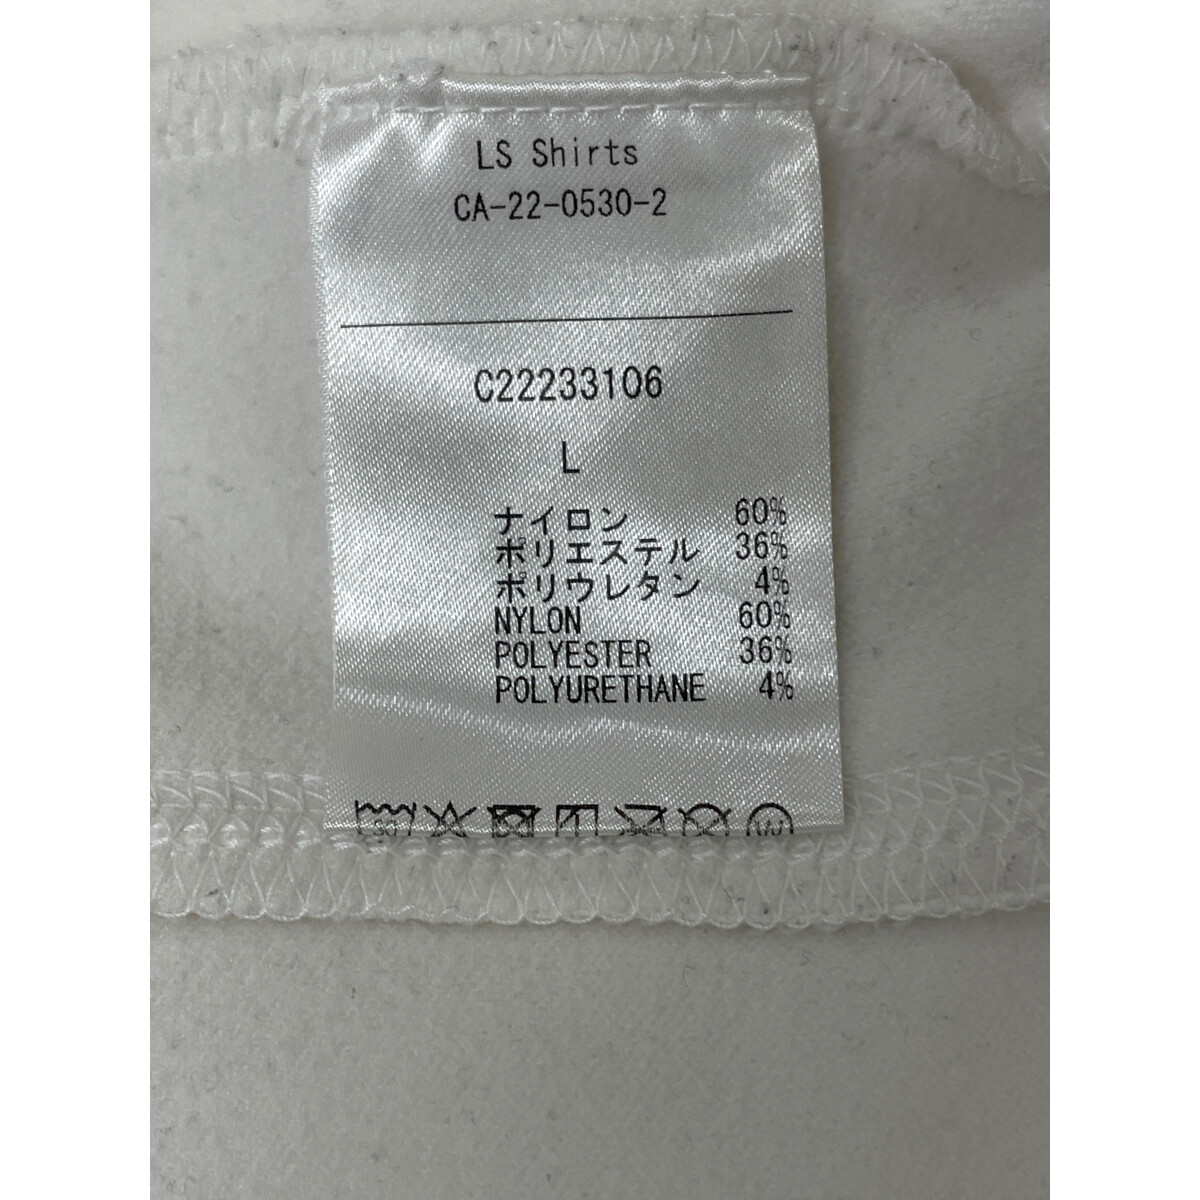 LS Shirts
CA-22-0530-2
C22233106
L
ナイロン 60%
ポリエステル 36%
ポリウレタン 4%
NYLON 60%
POLYESTER 36%
POLYURETHANE 4%